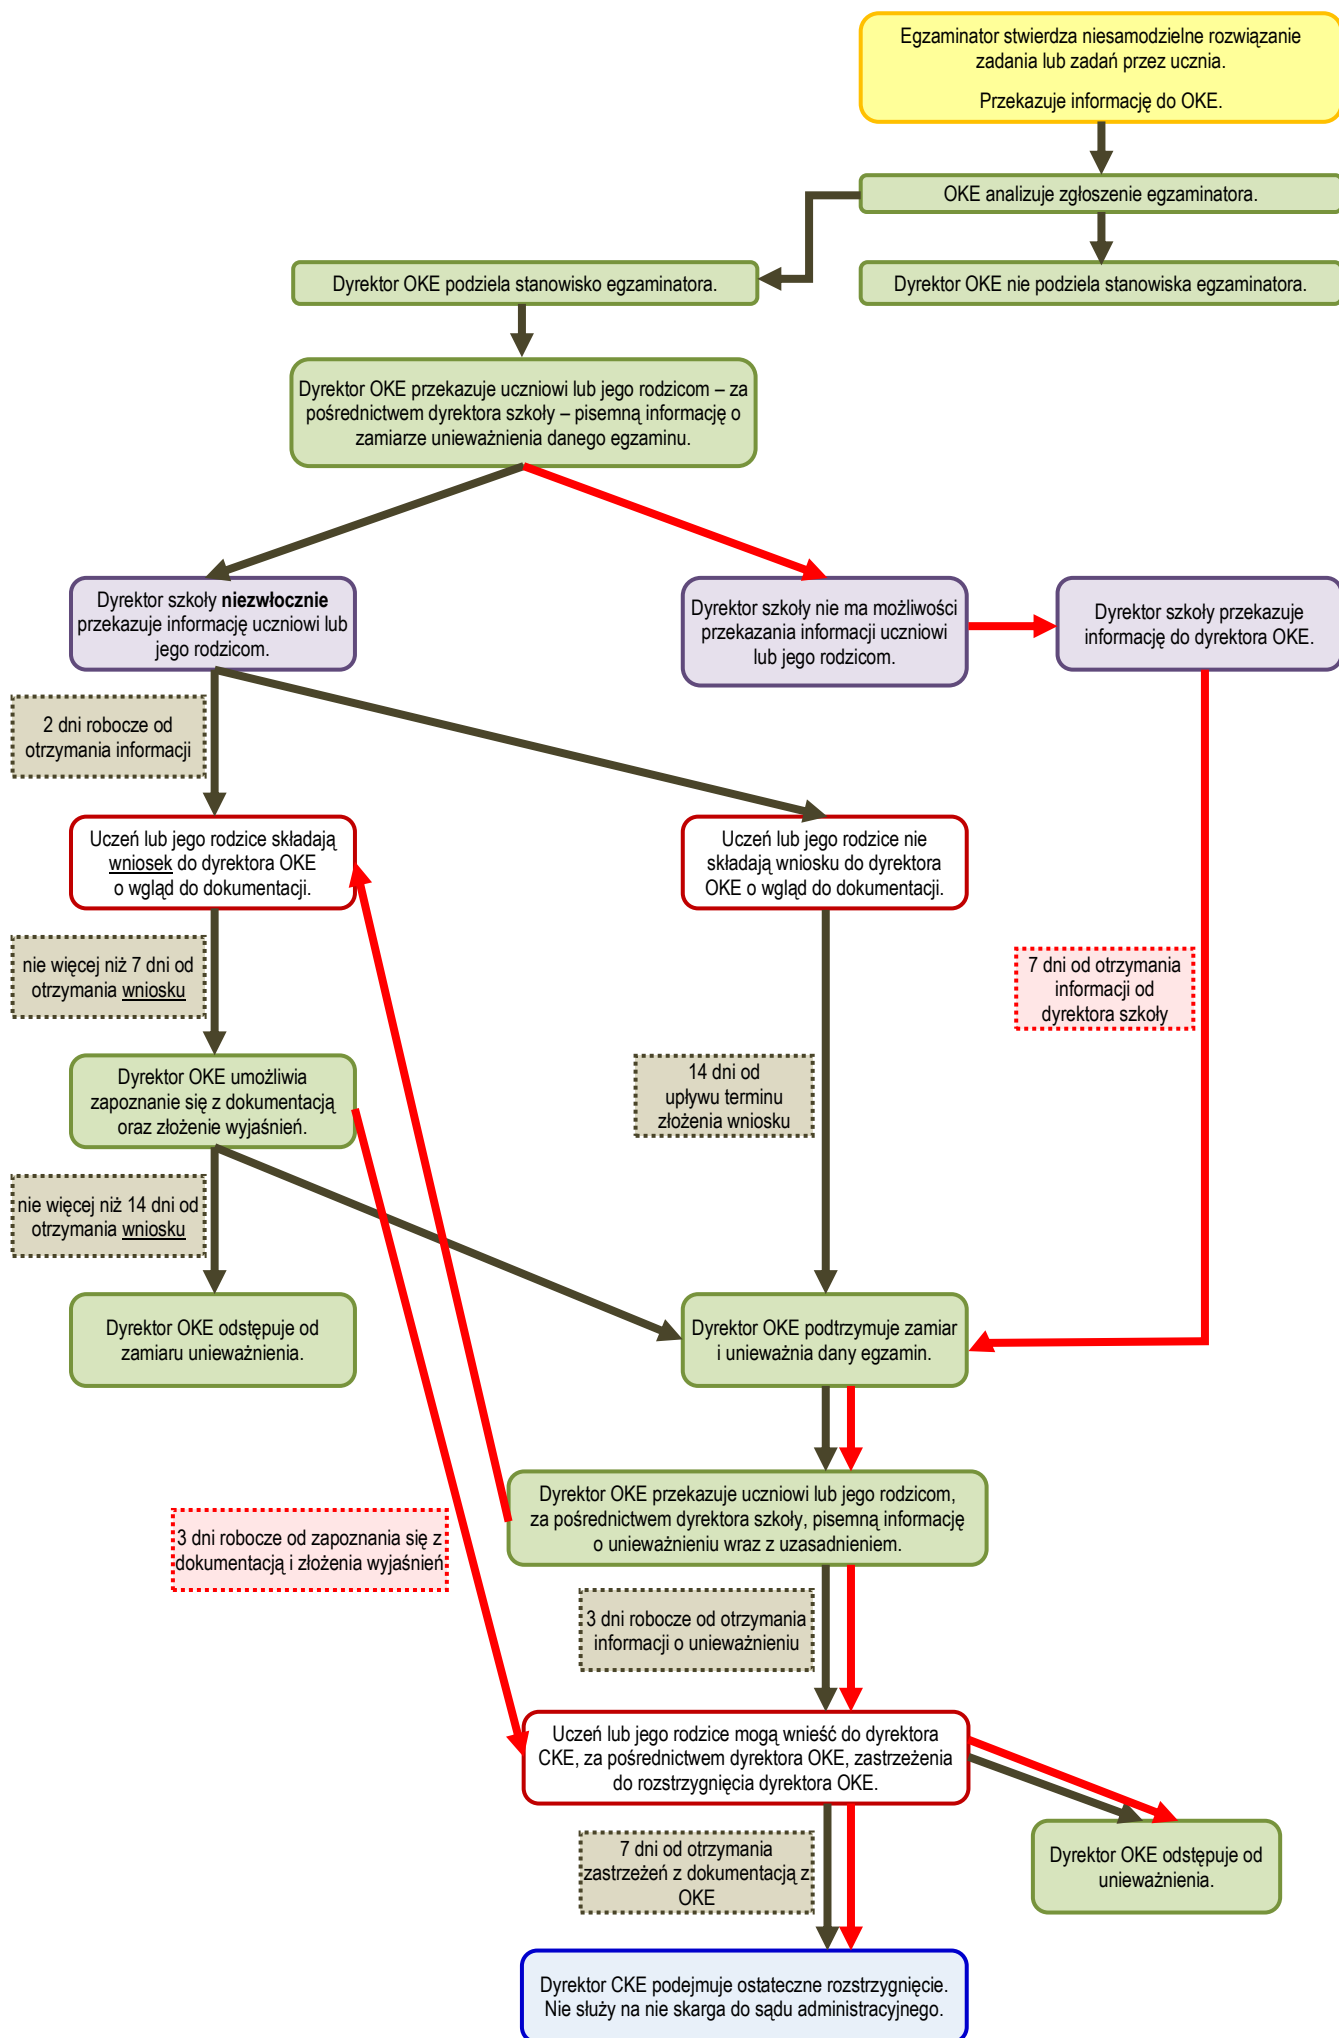 Egzaminator stwierdza niesamodzielne rozwiązanie
zadania lub zadań przez ucznia.
Przekazuje informację do OKE.
OKE analizuje zgłoszenie egzaminatora.
Dyrektor OKE podziela stanowisko egzaminatora.
Dyrektor OKE nie podziela stanowiska egzaminatora.
Dyrektor OKE przekazuje uczniowi lub jego rodzicom – za
pośrednictwem dyrektora szkoły – pisemną informację o
zamiarze unieważnienia danego egzaminu.
Dyrektor szkoły niezwłocznie
przekazuje informację uczniowi lub
jego rodzicom.
Dyrektor szkoły nie ma możliwości
przekazania informacji uczniowi
lub jego rodzicom.
Dyrektor szkoły przekazuje
informację do dyrektora OKE.
2 dni robocze od
otrzymania informacji
Uczeń lub jego rodzice składają
wniosek do dyrektora OKE
o wgląd do dokumentacji.
Uczeń lub jego rodzice nie
składają wniosku do dyrektora
OKE o wgląd do dokumentacji.
nie więcej niż 7 dni od
otrzymania wniosku
7 dni od otrzymania
informacji od
dyrektora szkoły
Dyrektor OKE umożliwia
zapoznanie się z dokumentacją
oraz złożenie wyjaśnień.
14 dni od
upływu terminu
złożenia wniosku
nie więcej niż 14 dni od
otrzymania wniosku
Dyrektor OKE odstępuje od
zamiaru unieważnienia.
Dyrektor OKE podtrzymuje zamiar
i unieważnia dany egzamin.
Dyrektor OKE przekazuje uczniowi lub jego rodzicom,
za pośrednictwem dyrektora szkoły, pisemną informację
o unieważnieniu wraz z uzasadnieniem.
3 dni robocze od zapoznania się z
dokumentacją i złożenia wyjaśnień
3 dni robocze od otrzymania
informacji o unieważnieniu
Uczeń lub jego rodzice mogą wnieść do dyrektora
CKE, za pośrednictwem dyrektora OKE, zastrzeżenia
do rozstrzygnięcia dyrektora OKE.
7 dni od otrzymania
zastrzeżeń z dokumentacją z
OKE
Dyrektor OKE odstępuje od
unieważnienia.
Dyrektor CKE podejmuje ostateczne rozstrzygnięcie.
Nie służy na nie skarga do sądu administracyjnego.